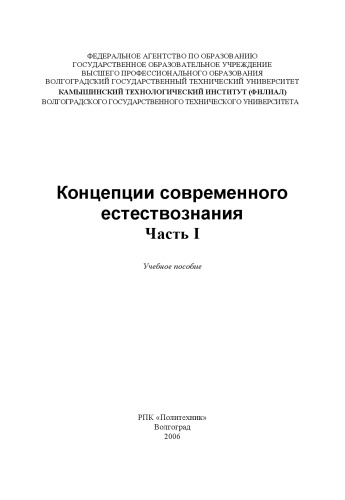 ФЕДЕРАЛЬНОЕ АГЕНТСТВО ПО ОБРАЗОВАНИЮ
ГОСУДАРСТВЕННОЕ ОБРАЗОВАТЕЛЬНОЕ УЧРЕЖДЕНИЕ
ВЫСШЕГО ПРОФЕССИОНАЛЬНОГО ОБРАЗОВАНИЯ
ВОЛГОГРАДСКИЙ ГОСУДАРСТВЕННЫЙ ТЕХНИЧЕСКИЙ УНИВЕРСИТЕТ
КАМЫШИНСКИЙ ТЕХНОЛОГИЧЕСКИЙ ИНСТИТУТ (ФИЛИАЛ)
ВОЛГОГРАДСКОГО ГОСУДАРСТВЕННОГО ТЕХНИЧЕСКОГО УНИВЕРСИТЕТА
Концепции современного
естествознания
Часть I
Учебное пособие
РПК «Политехник»
Волгоград
2006